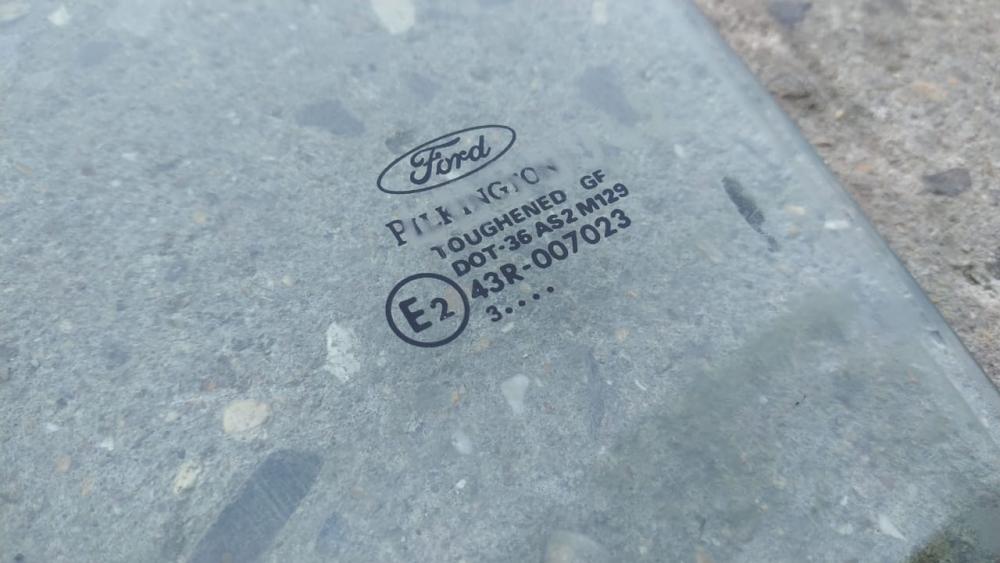 Ford
PILKINGTON
TOUGHENED GF
DOT-36 AS2 M129
E2 43R-007023
3....